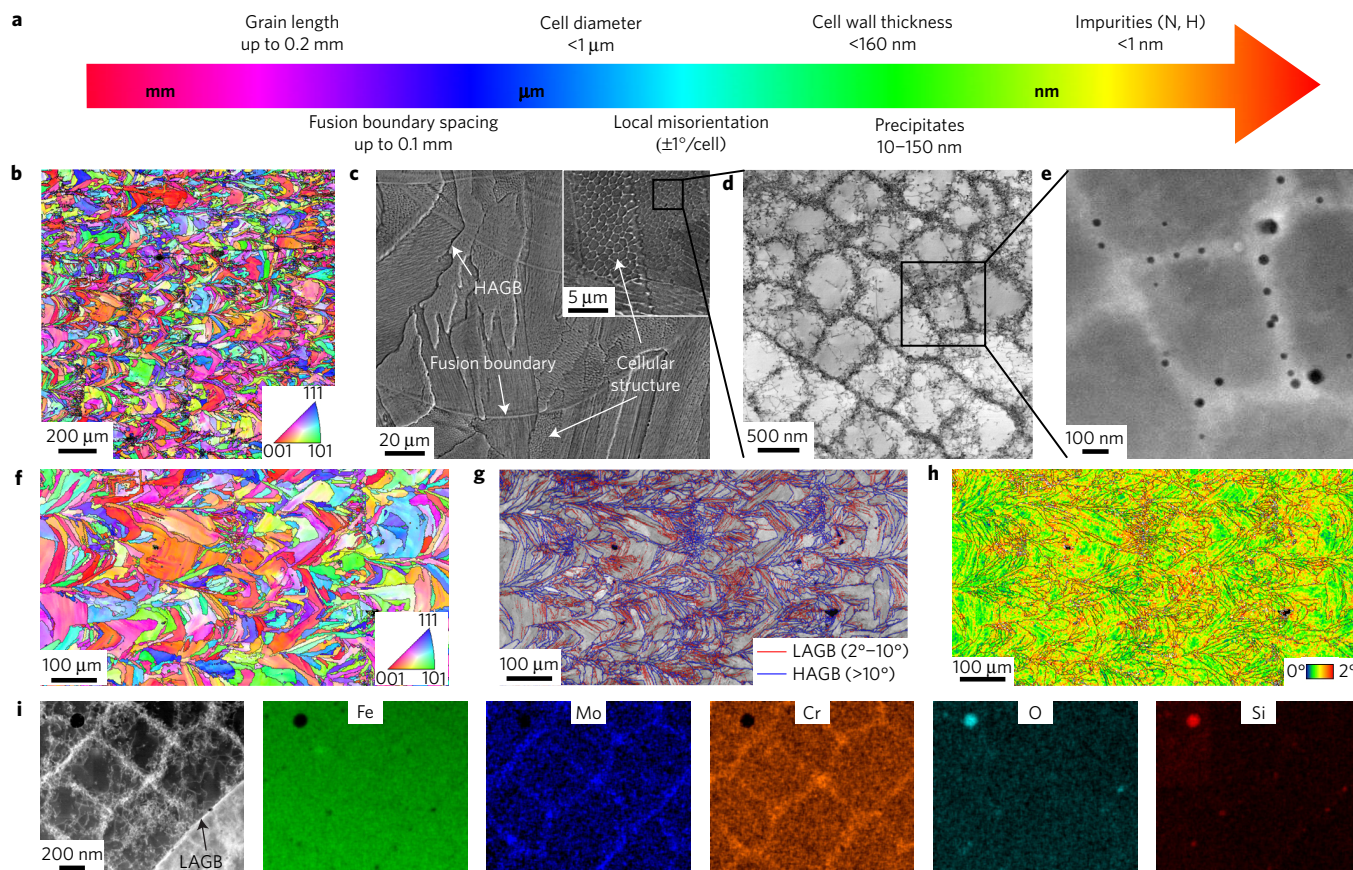 a
Grain length
up to 0.2 mm
Cell diameter
<1 μm
Cell wall thickness
<160 nm
Impurities (N, H)
<1 nm
mm
μm
nm
Fusion boundary spacing
up to 0.1 mm
Local misorientation
(±1°/cell)
Precipitates
10–150 nm
b
111
001
101
200 μm
c
HAGB
5 μm
Fusion boundary
Cellular
structure
20 μm
d
500 nm
e
100 nm
f
111
001
101
100 μm
g
LAGB (2°–10°)
HAGB (>10°)
100 μm
h
100 μm
0°
2°
i
LAGB
200 nm
Fe
Mo
Cr
O
Si